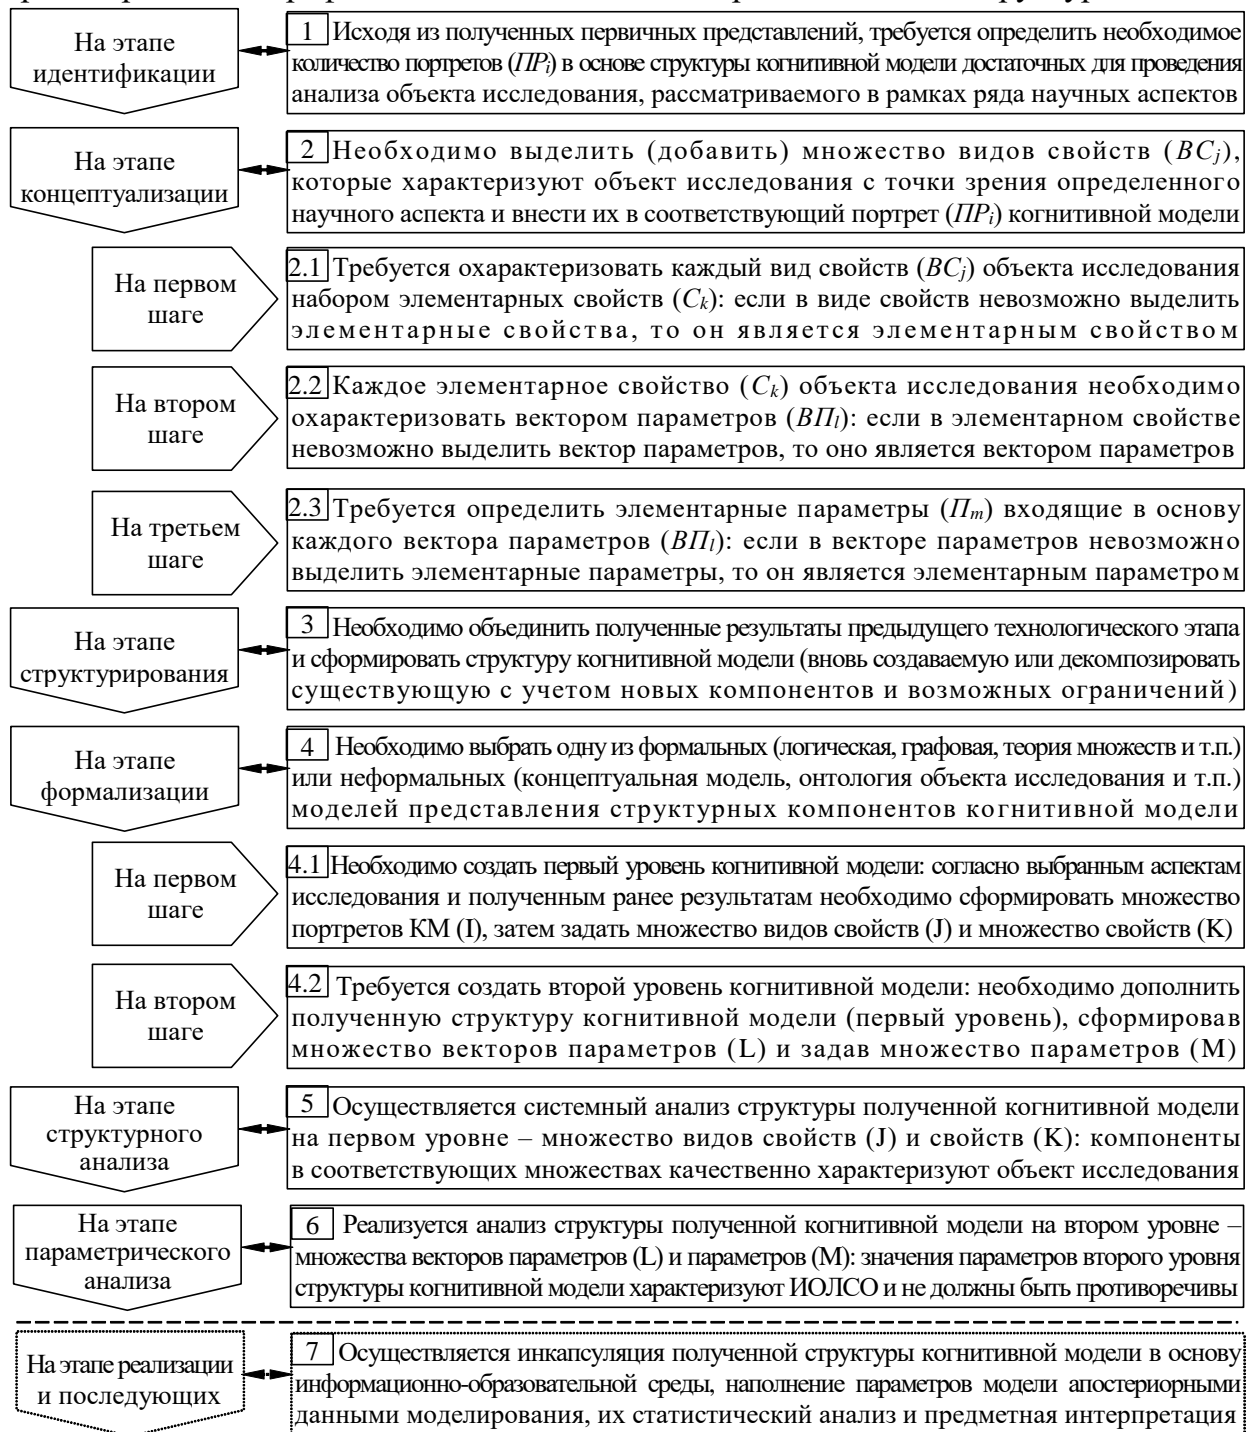 На этапе
идентификации
1 Исходя из полученных первичных представлений, требуется определить необходимое
количество портретов (ПРi) в основе структуры когнитивной модели достаточных для проведения
анализа объекта исследования, рассматриваемого в рамках ряда научных аспектов
На этапе
концептуализации
2 Необходимо выделить (добавить) множество видов свойств (ВСj),
которые характеризуют объект исследования с точки зрения определенного
научного аспекта и внести их в соответствующий портрет (ПРi) когнитивной модели
На первом
шаге
2.1 Требуется охарактеризовать каждый вид свойств (ВСj) объекта исследования
набором элементарных свойств (Сk): если в виде свойств невозможно выделить
элементарные свойства, то он является элементарным свойством
На втором
шаге
2.2 Каждое элементарное свойство (Сk) объекта исследования необходимо
охарактеризовать вектором параметров (ВПl): если в элементарном свойстве
невозможно выделить вектор параметров, то оно является вектором параметров
На третьем
шаге
2.3 Требуется определить элементарные параметры (Пm) входящие в основу
каждого вектора параметров (ВПl): если в векторе параметров невозможно
выделить элементарные параметры, то он является элементарным параметром
На этапе
структурирования
3 Необходимо объединить полученные результаты предыдущего технологического этапа
и сформировать структуру когнитивной модели (вновь создаваемую или декомпозировать
существующую с учетом новых компонентов и возможных ограничений)
На этапе
формализации
4 Необходимо выбрать одну из формальных (логическая, графовая, теория множеств и т.п.)
или неформальных (концептуальная модель, онтология объекта исследования и т.п.)
моделей представления структурных компонентов когнитивной модели
На первом
шаге
4.1 Необходимо создать первый уровень когнитивной модели: согласно выбранным аспектам
исследования и полученным ранее результатам необходимо сформировать множество
портретов КМ (I), затем задать множество видов свойств (J) и множество свойств (K)
На втором
шаге
4.2 Требуется создать второй уровень когнитивной модели: необходимо дополнить
полученную структуру когнитивной модели (первый уровень), сформировав
множество векторов параметров (L) и задав множество параметров (M)
На этапе
структурного
анализа
5 Осуществляется системный анализ структуры полученной когнитивной модели
на первом уровне – множество видов свойств (J) и свойств (K): компоненты
в соответствующих множествах качественно характеризуют объект исследования
На этапе
параметрического
анализа
6 Реализуется анализ структуры полученной когнитивной модели на втором уровне –
множества векторов параметров (L) и параметров (M): значения параметров второго уровня
структуры когнитивной модели характеризуют ИОЛСО и не должны быть противоречивы
На этапе реализации
и последующих
7 Осуществляется инкапсуляция полученной структуры когнитивной модели в основу
информационно-образовательной среды, наполнение параметров модели апостериорными
данными моделирования, их статистический анализ и предметная интерпретация